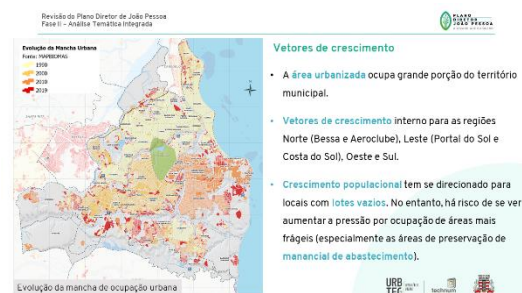 Revisão do Plano Diretor de João Pessoa
Fase II – Análise Temática Integrada
PLANO
DIRETOR
JOÃO PESSOA
Evolução da Mancha Urbana
Fonte: MAPBIOMAS
2000
2010
2019
Vetores de crescimento
• A área urbanizada ocupa grande porção do território
municipal.
• Vetores de crescimento interno para as regiões
Norte (Bessa e Aeroclube), Leste (Portal do Sol e
Costa do Sol), Oeste e Sul.
• Crescimento populacional tem se direcionado para
locais com lotes vazios. No entanto, há risco de se ver
aumentar a pressão por ocupação de áreas mais
frágeis (especialmente as áreas de preservação de
manancial de abastecimento).
Evolução da mancha de ocupação urbana
URB
TEC
technum